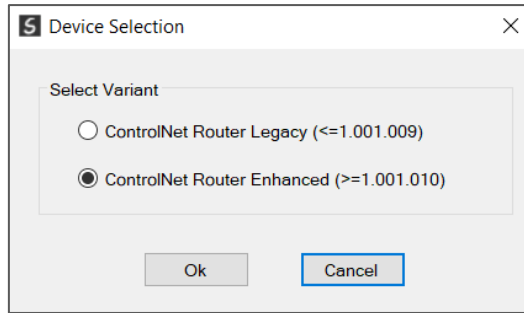 Device Selection
Select Variant
ControlNet Router Legacy (<=1.001.009)
ControlNet Router Enhanced (>=1.001.010)
Ok Cancel